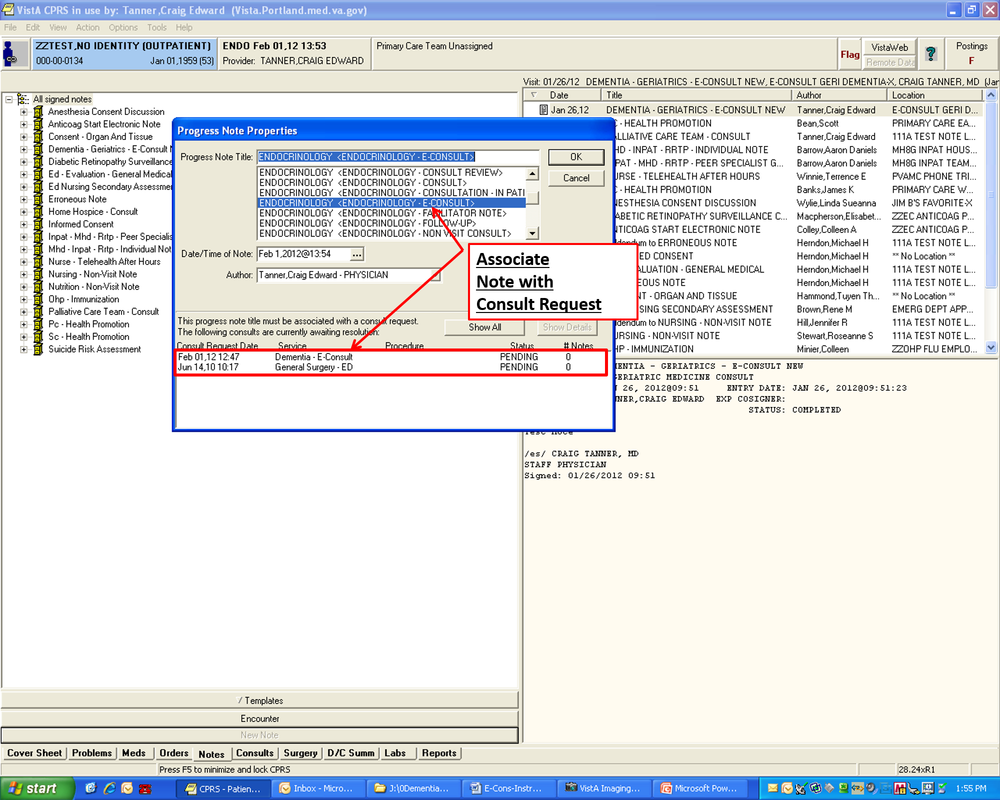 VistA CPRS in use by: Tanner,Craig Edward (Vista.Portland.med.va.gov)
File Edit View Action Options Tools Help
ZZTEST,NO IDENTITY (OUTPATIENT)
000-00-0134 Jan 01,1959 (53)
ENDO Feb 01,12 13:53
Provider: TANNER,CRAIG EDWARD
Primary Care Team Unassigned
Flag
VistaWeb
Remote Data
?
Postings
F
Visit: 01/26/12 DEMENTIA - GERIATRICS - E-CONSULT NEW, E-CONSULT GERI DEMENTIA-X, CRAIG TANNER, MD (Jan
All signed notes
Anesthesia Consent Discussion
Anticoag Start Electronic Note
Consent - Organ And Tissue
Dementia - Geriatrics - E-Consult N
Diabetic Retinopathy Surveillance
Ed - Evaluation - General Medical
Ed Nursing Secondary Assessmen
Erroneous Note
Home Hospice - Consult
Informed Consent
Inpat - Mhd - Rrtp - Peer Specialis
Mhd - Inpat - Rrtp - Individual Not
Nurse - Telehealth After Hours
Nursing - Non-Visit Note
Nutrition - Non-Visit Note
Ohp - Immunization
Palliative Care Team - Consult
Pc - Health Promotion
Sc - Health Promotion
Suicide Risk Assessment
Date Title Author Location
Jan 26,12 DEMENTIA - GERIATRICS - E-CONSULT NEW Tanner,Craig Edward E-CONSULT GERI D...
C - HEALTH PROMOTION Bean,Scott PRIMARY CARE EA...
LLIATIVE CARE TEAM - CONSULT Tanner,Craig Edward 111A TEST NOTE L...
HD - INPAT - RRTP - INDIVIDUAL NOTE Barrow,Aaron Daniels MH8G INPAT HOUS...
PAT - MHD - RRTP - PEER SPECIALIST G... Barrow,Aaron Daniels MH8G INPAT TEAM...
URSE - TELEHEALTH AFTER HOURS Winnie,Terrence E PVAMC PHONE TRI...
C - HEALTH PROMOTION Banks,James K PRIMARY CARE W...
NESTHESIA CONSENT DISCUSSION Wylie,Linda Sueanna JIM B'S FAVORITE-X
ABETIC RETINOPATHY SURVEILLANCE C... Macpherson,Elisabet... ZZEC ANTICOAG P...
NTICOAG START ELECTRONIC NOTE Colley,Colleen A ZZEC ANTICOAG P...
ddendum to ERRONEOUS NOTE Herndon,Michael H 111A TEST NOTE L...
ED CONSENT Herndon,Michael H ** No Location **
ALUATION - GENERAL MEDICAL Herndon,Michael H 111A TEST NOTE L...
EOUS NOTE Herndon,Michael H 111A TEST NOTE L...
NT - ORGAN AND TISSUE Hammond,Tuyen Th... ** No Location **
SING SECONDARY ASSESSMENT Brown,Rene M EMERG DEPT APP...
ddendum to NURSING - NON-VISIT NOTE Hill,Jennifer R 111A TEST NOTE L...
URSING - NON-VISIT NOTE Stewart,Roseanne S 111A TEST NOTE L...
HP - IMMUNIZATION Minier,Colleen ZZOHP FLU EMPLO...
Progress Note Properties
Progress Note Title: ENDOCRINOLOGY <ENDOCRINOLOGY - E-CONSULT>
OK
Cancel
ENDOCRINOLOGY <ENDOCRINOLOGY - CONSULT REVIEW>
ENDOCRINOLOGY <ENDOCRINOLOGY - CONSULT>
ENDOCRINOLOGY <ENDOCRINOLOGY - CONSULTATION - IN PATI
ENDOCRINOLOGY <ENDOCRINOLOGY - E-CONSULT>
ENDOCRINOLOGY <ENDOCRINOLOGY - FACILITATOR NOTE>
ENDOCRINOLOGY <ENDOCRINOLOGY - FOLLOW-UP>
ENDOCRINOLOGY <ENDOCRINOLOGY - NON VISIT CONSULT>
Date/Time of Note: Feb 1,2012@13:54 ...
Author: Tanner,Craig Edward - PHYSICIAN
Associate
Note with
Consult Request
This progress note title must be associated with a consult request.
The following consults are currently awaiting resolution:
Show All
Show Details
Consult Request Date Service Procedure Status # Notes
Feb 01,12 12:47 Dementia - E-Consult PENDING 0
Jun 14,10 10:17 General Surgery - ED PENDING 0
MENTIA - GERIATRICS - E-CONSULT NEW
GERIATRIC MEDICINE CONSULT
26, 2012@09:51 ENTRY DATE: JAN 26, 2012@09:51:23
NNER,CRAIG EDWARD EXP COSIGNER:
STATUS: COMPLETED
Test Note
/es/ CRAIG TANNER, MD
STAFF PHYSICIAN
Signed: 01/26/2012 09:51
Templates
Encounter
New Note
Cover Sheet Problems Meds Orders Notes Consults Surgery D/C Summ Labs Reports
Press F5 to minimize and lock CPRS
28.24xR1
start
CPRS - Patien...
Inbox - Micro...
J:\0Dementia...
E-Cons-Instr...
VistA Imaging...
Microsoft Pow...
1:55 PM